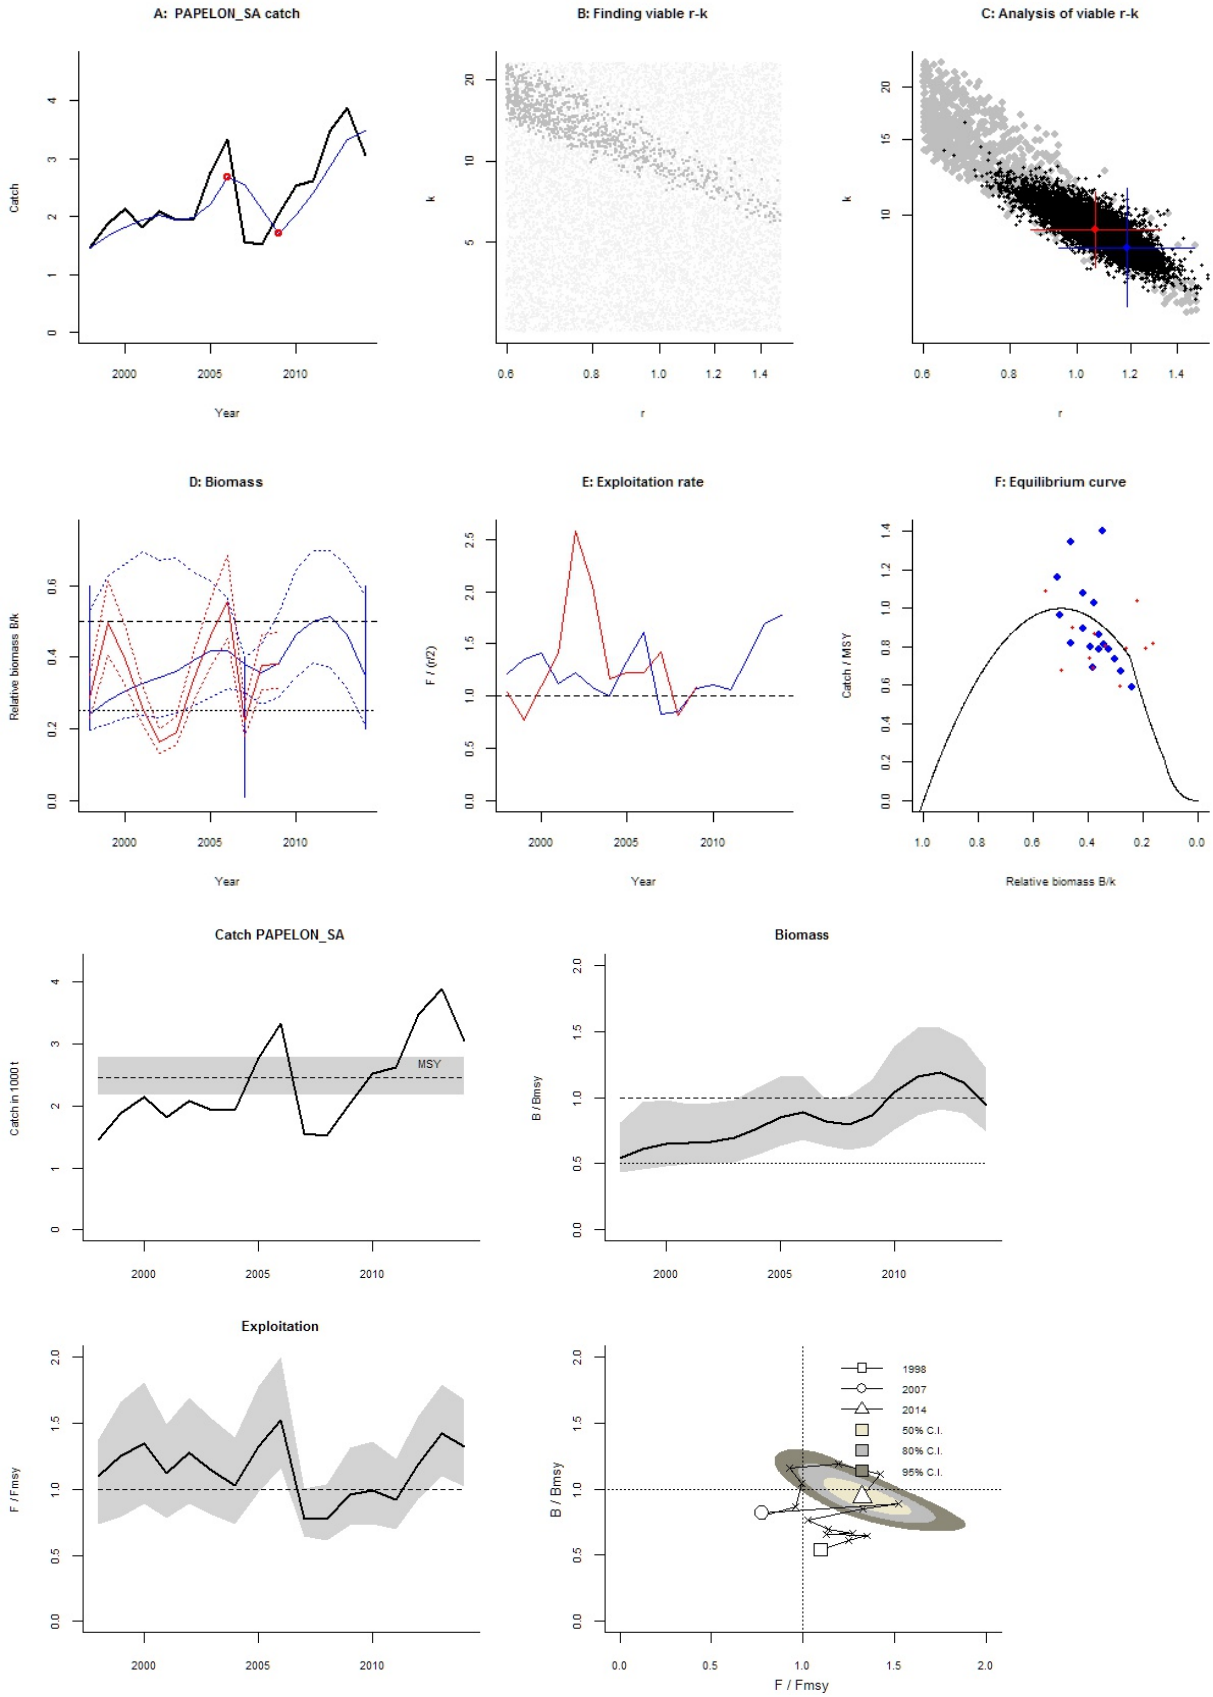 A: PAPELON_SA catch
B: Finding viable r-k
C: Analysis of viable r-k
Catch
0 1 2 3 4
2000 2005 2010
Year
k
5 10 20
0.6 0.8 1.0 1.2 1.4
r
k
10 15 20
0.6 0.8 1.0 1.2 1.4
r
D: Biomass
E: Exploitation rate
F: Equilibrium curve
Relative biomass B/k
0.0 0.2 0.4 0.6
2000 2005 2010
Year
F / (r/2)
0.0 0.5 1.0 1.5 2.0 2.5
2000 2005 2010
Year
Catch / MSY
0.0 0.2 0.4 0.6 0.8 1.0 1.2 1.4
1.0 0.8 0.6 0.4 0.2 0.0
Relative biomass B/k
Catch PAPELON_SA
Biomass
Catch in 1000 t
0 1 2 3 4
MSY
2000 2005 2010
B / Bmsy
0.0 0.5 1.0 1.5 2.0
2000 2005 2010
Exploitation
F / Fmsy
0.0 0.5 1.0 1.5 2.0
2000 2005 2010
B / Bmsy
0.0 0.5 1.0 1.5 2.0
1998
2007
2014
50% C.I.
80% C.I.
95% C.I.
0.0 0.5 1.0 1.5 2.0
F / Fmsy